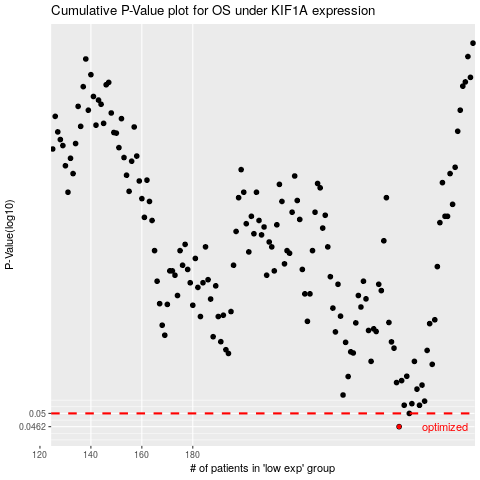 Cumulative P-Value plot for OS under KIF1A expression
P-Value(log10)
0.05
0.0462
optimized
120 140 160 180
# of patients in 'low exp' group